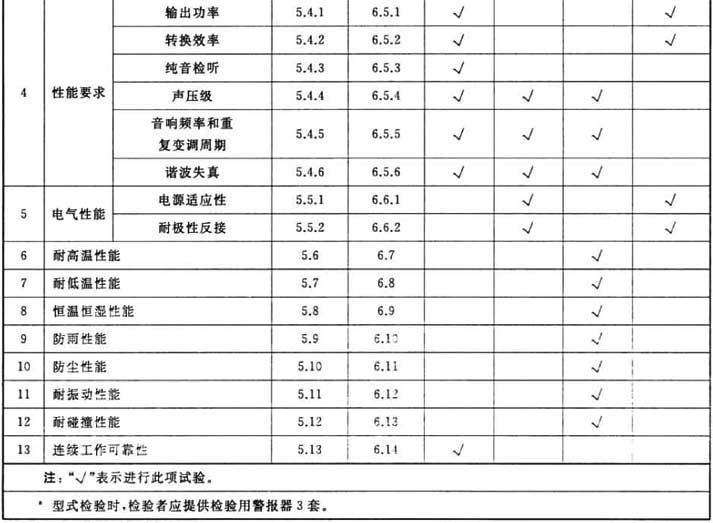 输出功率 5.4.1 6.5.1 √ √
转换效率 5.4.2 6.5.2 √ √
纯音检听 5.4.3 6.5.3 √
4 性能要求 声压级 5.4.4 6.5.4 √ √ √
音响频率和重
复变调周期 5.4.5 6.5.5 √ √ √
谐波失真 5.4.6 6.5.6 √ √ √
5 电气性能 电源适应性 5.5.1 6.6.1 √ √
耐极性反接 5.5.2 6.6.2 √ √
6 耐高温性能 5.6 6.7 √
7 耐低温性能 5.7 6.8 √
8 恒温恒湿性能 5.8 6.9 √
9 防雨性能 5.9 6.10 √
10 防尘性能 5.10 6.11 √
11 耐振动性能 5.11 6.12 √
12 耐碰撞性能 5.12 6.13 √
13 连续工作可靠性 5.13 6.14 √
注：“√”表示进行此项试验。
* 型式检验时,检验者应提供检验用警报器3套。